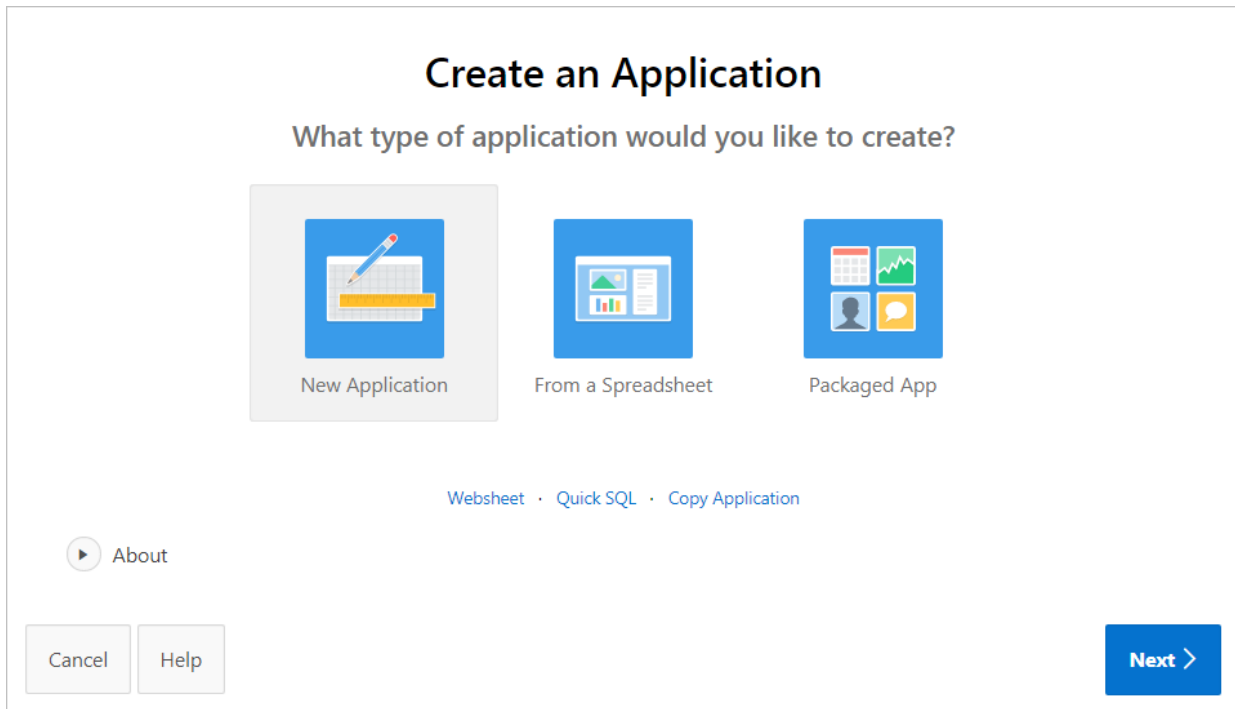 Create an Application
What type of application would you like to create?
New Application From a Spreadsheet Packaged App
Websheet · Quick SQL · Copy Application
About
Cancel Help Next